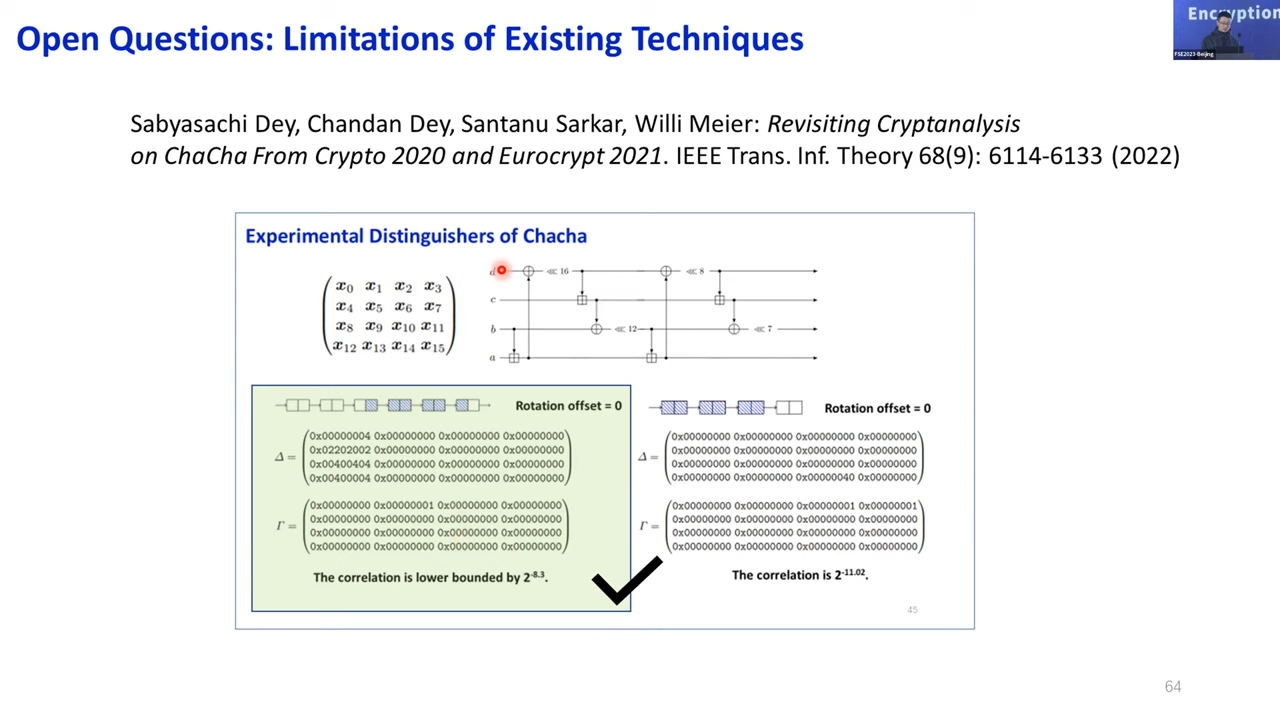 Open Questions: Limitations of Existing Techniques
Encryption
FSE2023-Beijing
Sabyasachi Dey, Chandan Dey, Santanu Sarkar, Willi Meier: Revisiting Cryptanalysis
on ChaCha From Crypto 2020 and Eurocrypt 2021. IEEE Trans. Inf. Theory 68(9): 6114-6133 (2022)
Experimental Distinguishers of Chacha
x0 x1 x2 x3
x4 x5 x6 x7
x8 x9 x10 x11
x12 x13 x14 x15
d ≪ 16 ≪ 8
c
b ≪ 12 ≪ 7
a
Rotation offset = 0
Δ =
0x00000004 0x00000000 0x00000000 0x00000000
0x02202002 0x00000000 0x00000000 0x00000000
0x00400404 0x00000000 0x00000000 0x00000000
0x00400004 0x00000000 0x00000000 0x00000000
Γ =
0x00000000 0x00000001 0x00000000 0x00000000
0x00000000 0x00000000 0x00000000 0x00000000
0x00000000 0x00000000 0x00000000 0x00000000
0x00000000 0x00000000 0x00000000 0x00000000
The correlation is lower bounded by 2-8.3.
Rotation offset = 0
Δ =
0x00000000 0x00000000 0x00000000 0x00000000
0x00000000 0x00000000 0x00000000 0x00000000
0x00000000 0x00000000 0x00000000 0x00000000
0x00000000 0x00000000 0x00000040 0x00000000
Γ =
0x00000000 0x00000000 0x00000001 0x00000001
0x00000000 0x00000000 0x00000000 0x00000000
0x00000000 0x00000000 0x00000000 0x00000000
0x00000000 0x00000000 0x00000000 0x00000000
The correlation is 2-11.02.
45
64